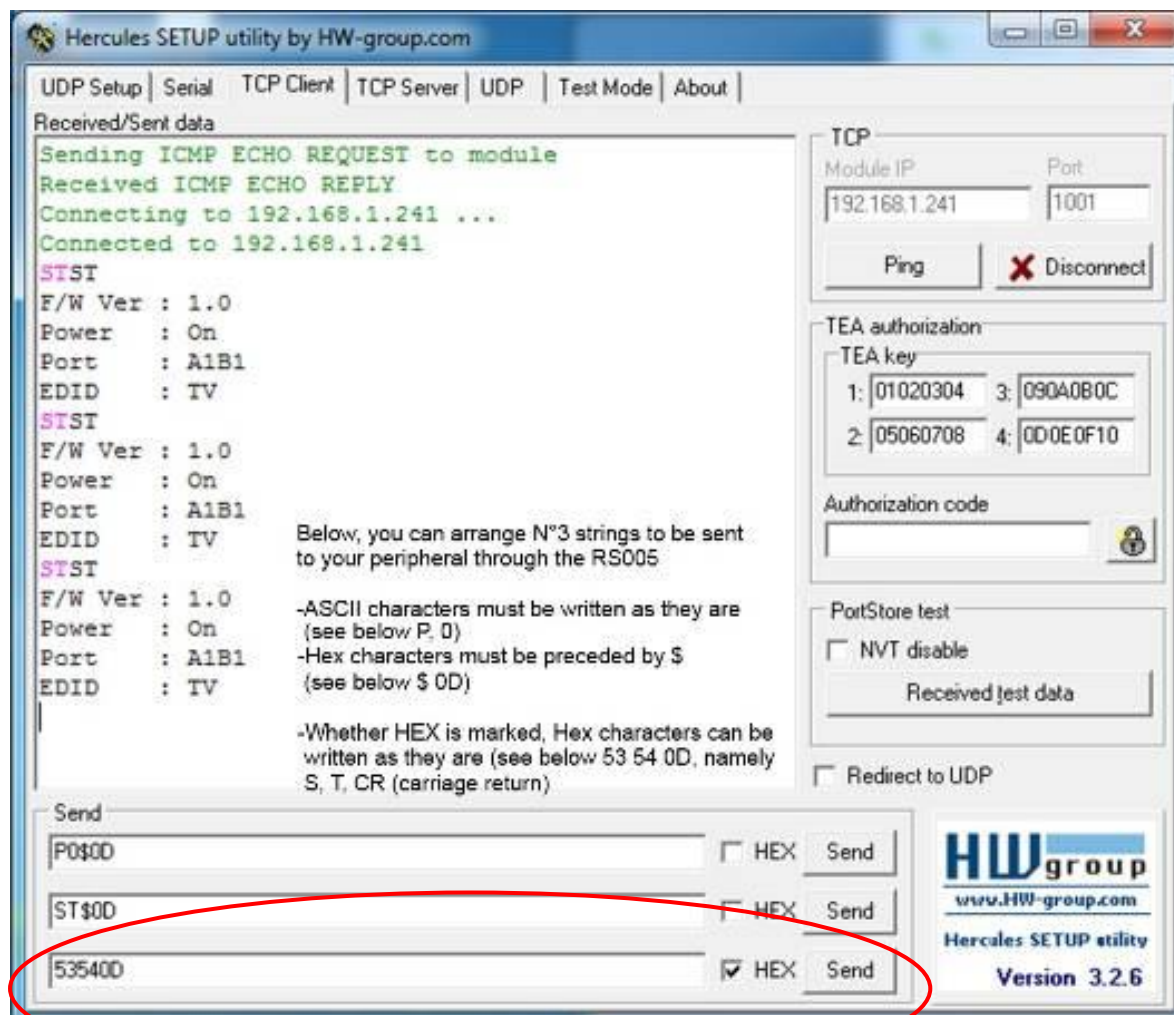 Hercules SETUP utility by HW-group.com
UDP Setup Serial TCP Client TCP Server UDP Test Mode About
Received/Sent data
Sending ICMP ECHO REQUEST to module
Received ICMP ECHO REPLY
Connecting to 192.168.1.241 ...
Connected to 192.168.1.241
STST
F/W Ver : 1.0
Power : On
Port : A1B1
EDID : TV
STST
F/W Ver : 1.0
Power : On
Port : A1B1
EDID : TV
STST
F/W Ver : 1.0
Power : On
Port : A1B1
EDID : TV
Below, you can arrange N°3 strings to be sent
to your peripheral through the RS005
-ASCII characters must be written as they are
(see below P, 0)
-Hex characters must be preceded by $
(see below $ 0D)
-Whether HEX is marked, Hex characters can be
written as they are (see below 53 54 0D, namely
S, T, CR (carriage return)
TCP
Module IP Port
192.168.1.241 1001
Ping Disconnect
TEA authorization
TEA key
1: 01020304 3: 090A0B0C
2: 05060708 4: 0D0E0F10
Authorization code
PortStore test
NVT disable
Received test data
Redirect to UDP
Send
P0$0D HEX Send
ST$0D HEX Send
53540D HEX Send
HWgroup
www.HW-group.com
Hercules SETUP utility
Version 3.2.6